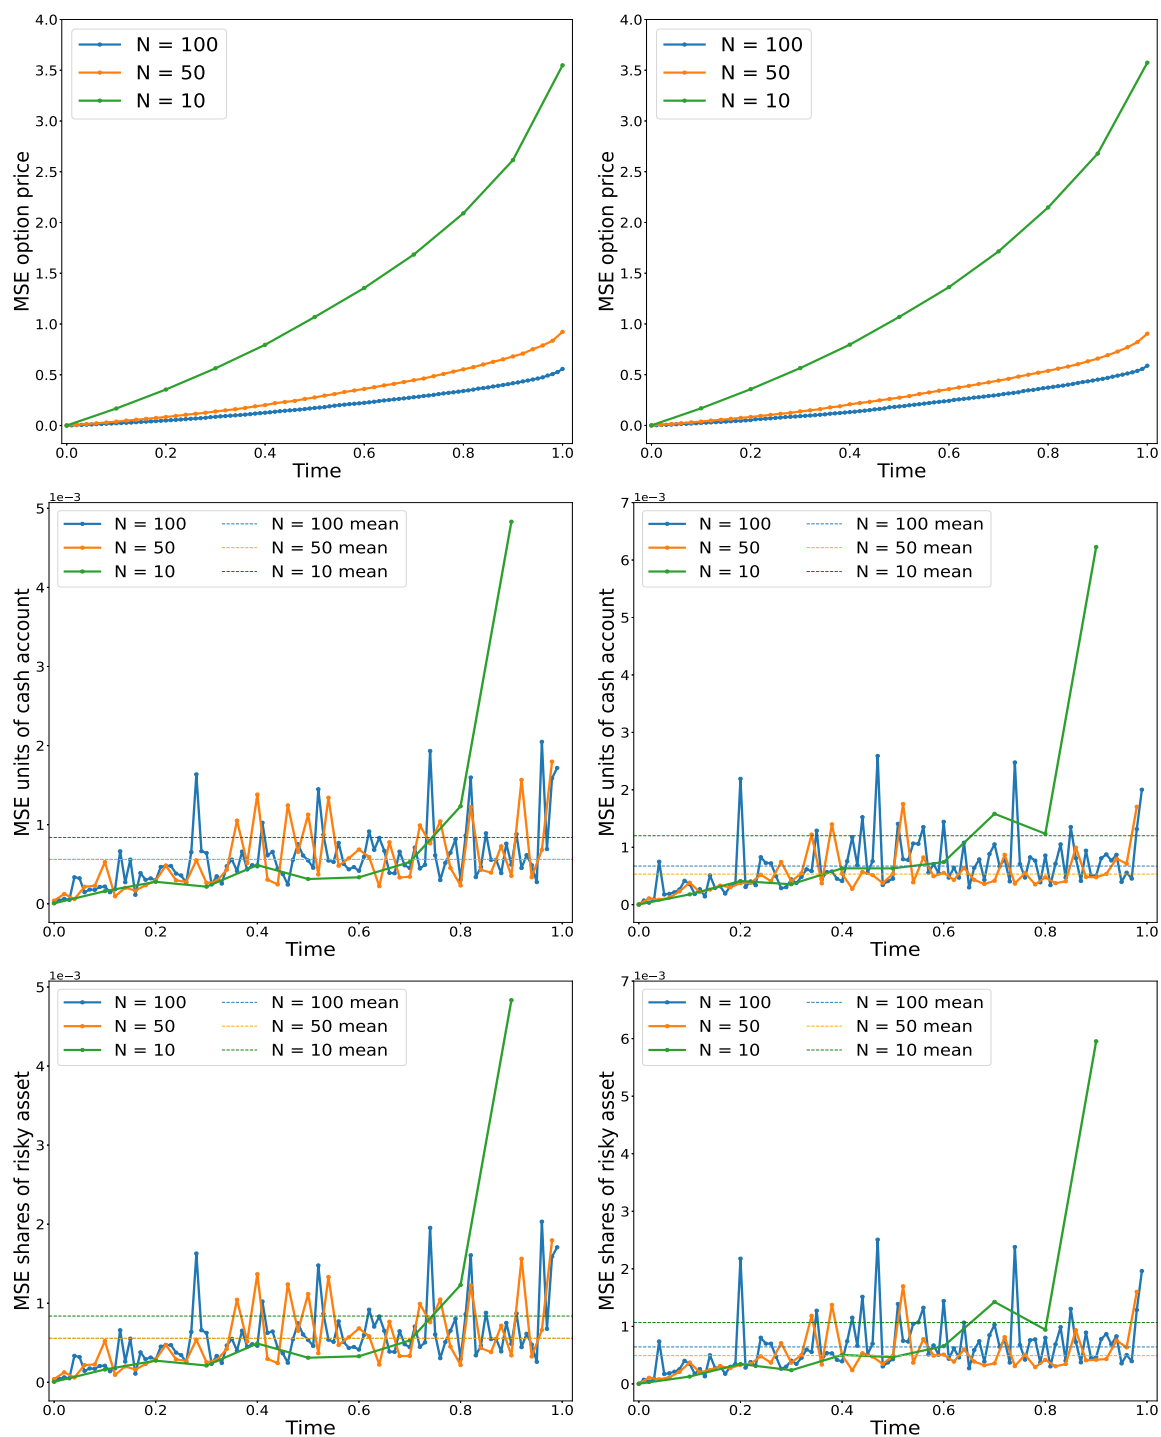 MSE option price
4.0
3.5
3.0
2.5
2.0
1.5
1.0
0.5
0.0
N = 100
N = 50
N = 10
0.0 0.2 0.4 0.6 0.8 1.0
Time
MSE option price
4.0
3.5
3.0
2.5
2.0
1.5
1.0
0.5
0.0
N = 100
N = 50
N = 10
0.0 0.2 0.4 0.6 0.8 1.0
Time
MSE units of cash account
1e−3
5
4
3
2
1
0
N = 100 N = 100 mean
N = 50 N = 50 mean
N = 10 N = 10 mean
0.0 0.2 0.4 0.6 0.8 1.0
Time
MSE units of cash account
1e−3
7
6
5
4
3
2
1
0
N = 100 N = 100 mean
N = 50 N = 50 mean
N = 10 N = 10 mean
0.0 0.2 0.4 0.6 0.8 1.0
Time
MSE shares of risky asset
1e−3
5
4
3
2
1
0
N = 100 N = 100 mean
N = 50 N = 50 mean
N = 10 N = 10 mean
0.0 0.2 0.4 0.6 0.8 1.0
Time
MSE shares of risky asset
1e−3
7
6
5
4
3
2
1
0
N = 100 N = 100 mean
N = 50 N = 50 mean
N = 10 N = 10 mean
0.0 0.2 0.4 0.6 0.8 1.0
Time